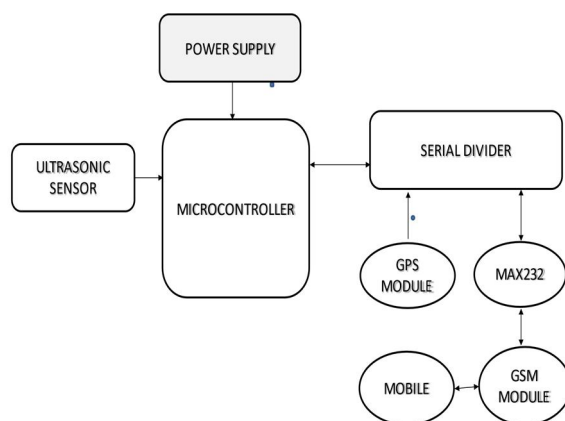 POWER SUPPLY
ULTRASONIC
SENSOR
MICROCONTROLLER
SERIAL DIVIDER
GPS
MODULE
MAX232
MOBILE
GSM
MODULE